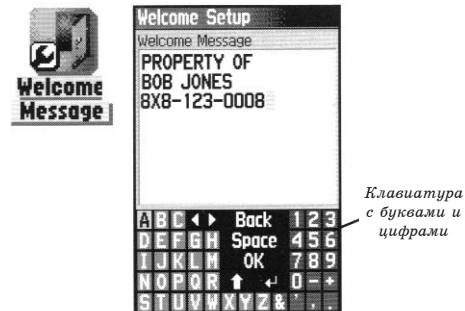 Welcome
Message
Welcome Setup
Welcome Message
PROPERTY OF
BOB JONES
8X8-123-0008
A B C Back 1 2 3
D E F G H Space 4 5 6
I J K L M OK 7 8 9
N O P Q R 0 - +
S T U V W X Y Z & ' , .
Клавиатура
с буквами и
цифрами